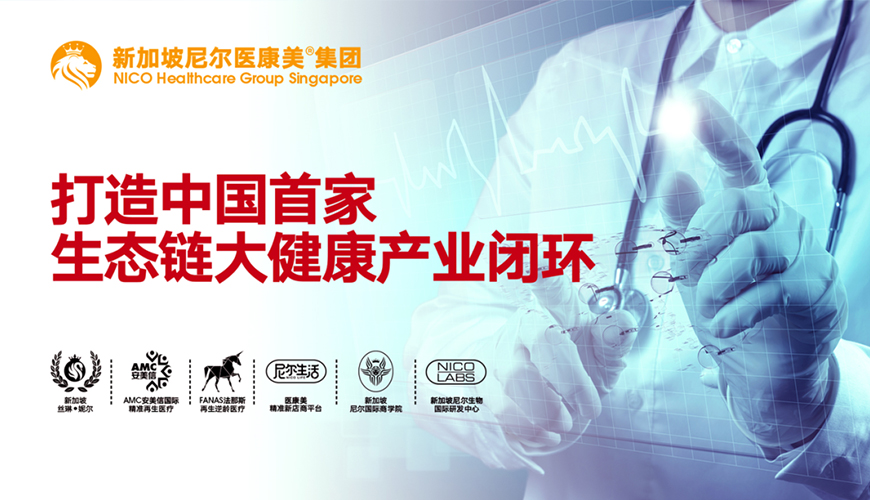 新加坡尼尔医康美®集团
NICO Healthcare Group Singapore
打造中国首家
生态链大健康产业闭环
AMC
安美信
尼尔生活
NICO
LABS
新加坡
丝琳•妮尔
AMC安美信国际
精准再生医疗
FANAS法那斯
再生逆龄医疗
医康美
精准新店商平台
新加坡
尼尔国际商学院
新加坡尼尔生物
国际研发中心